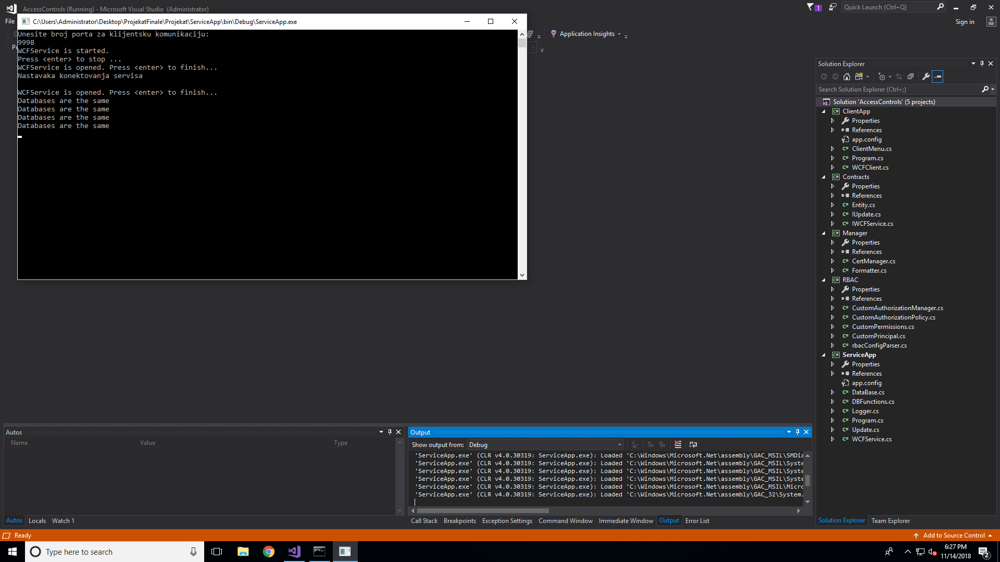 AccessControls (Running) - Microsoft Visual Studio (Administrator)
1
Quick Launch (Ctrl+Q)
File
Sign in
C:\Users\Administrator\Desktop\ProjekatFinale\Projekat\ServiceApp\bin\Debug\ServiceApp.exe
Application Insights
Unesite broj porta za klijentsku komunikaciju:
9998
WCFService is started.
Press <enter> to stop ...
WCFService is opened. Press <enter> to finish...
Nastavaka konektovanja servisa
WCFService is opened. Press <enter> to finish...
Databases are the same
Databases are the same
Databases are the same
Databases are the same
Solution Explorer
Search Solution Explorer (Ctrl+;)
Solution 'AccessControls' (5 projects)
ClientApp
Properties
References
app.config
C# ClientMenu.cs
C# Program.cs
C# WCFClient.cs
Contracts
Properties
References
C# Entity.cs
C# IUpdate.cs
C# IWCFService.cs
Manager
Properties
References
C# CertManager.cs
C# Formatter.cs
RBAC
Properties
References
C# CustomAuthorizationManager.cs
C# CustomAuthorizationPolicy.cs
C# CustomPermissions.cs
C# CustomPrincipal.cs
C# rbacConfigParser.cs
ServiceApp
Properties
References
app.config
C# DataBase.cs
C# DBFunctions.cs
C# Logger.cs
C# Program.cs
C# Update.cs
C# WCFService.cs
Solution Explorer Team Explorer
Autos
Name Value Type
Autos Locals Watch 1
Output
Show output from: Debug
'ServiceApp.exe' (CLR v4.0.30319: ServiceApp.exe): Loaded 'C:\Windows\Microsoft.Net\assembly\GAC_MSIL\SMDia
'ServiceApp.exe' (CLR v4.0.30319: ServiceApp.exe): Loaded 'C:\Windows\Microsoft.Net\assembly\GAC_MSIL\Syste
'ServiceApp.exe' (CLR v4.0.30319: ServiceApp.exe): Loaded 'C:\Windows\Microsoft.Net\assembly\GAC_MSIL\Syste
'ServiceApp.exe' (CLR v4.0.30319: ServiceApp.exe): Loaded 'C:\Windows\Microsoft.Net\assembly\GAC_MSIL\Syste
'ServiceApp.exe' (CLR v4.0.30319: ServiceApp.exe): Loaded 'C:\Windows\Microsoft.Net\assembly\GAC_MSIL\Micro
'ServiceApp.exe' (CLR v4.0.30319: ServiceApp.exe): Loaded 'C:\Windows\Microsoft.Net\assembly\GAC_32\System.
Call Stack Breakpoints Exception Settings Command Window Immediate Window Output Error List
Ready
Add to Source Control
Type here to search
6:27 PM
11/14/2018
2